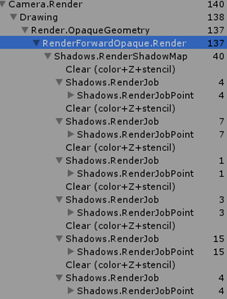 Camera.Render 140
Drawing 138
Render.OpaqueGeometry 137
RenderForwardOpaque.Render 137
Shadows.RenderShadowMap 40
Clear (color+Z+stencil)
Shadows.RenderJob 4
Shadows.RenderJobPoint 4
Clear (color+Z+stencil)
Shadows.RenderJob 7
Shadows.RenderJobPoint 7
Clear (color+Z+stencil)
Shadows.RenderJob 1
Shadows.RenderJobPoint 1
Clear (color+Z+stencil)
Shadows.RenderJob 3
Shadows.RenderJobPoint 3
Clear (color+Z+stencil)
Shadows.RenderJob 15
Shadows.RenderJobPoint 15
Clear (color+Z+stencil)
Shadows.RenderJob 4
Shadows.RenderJobPoint 4